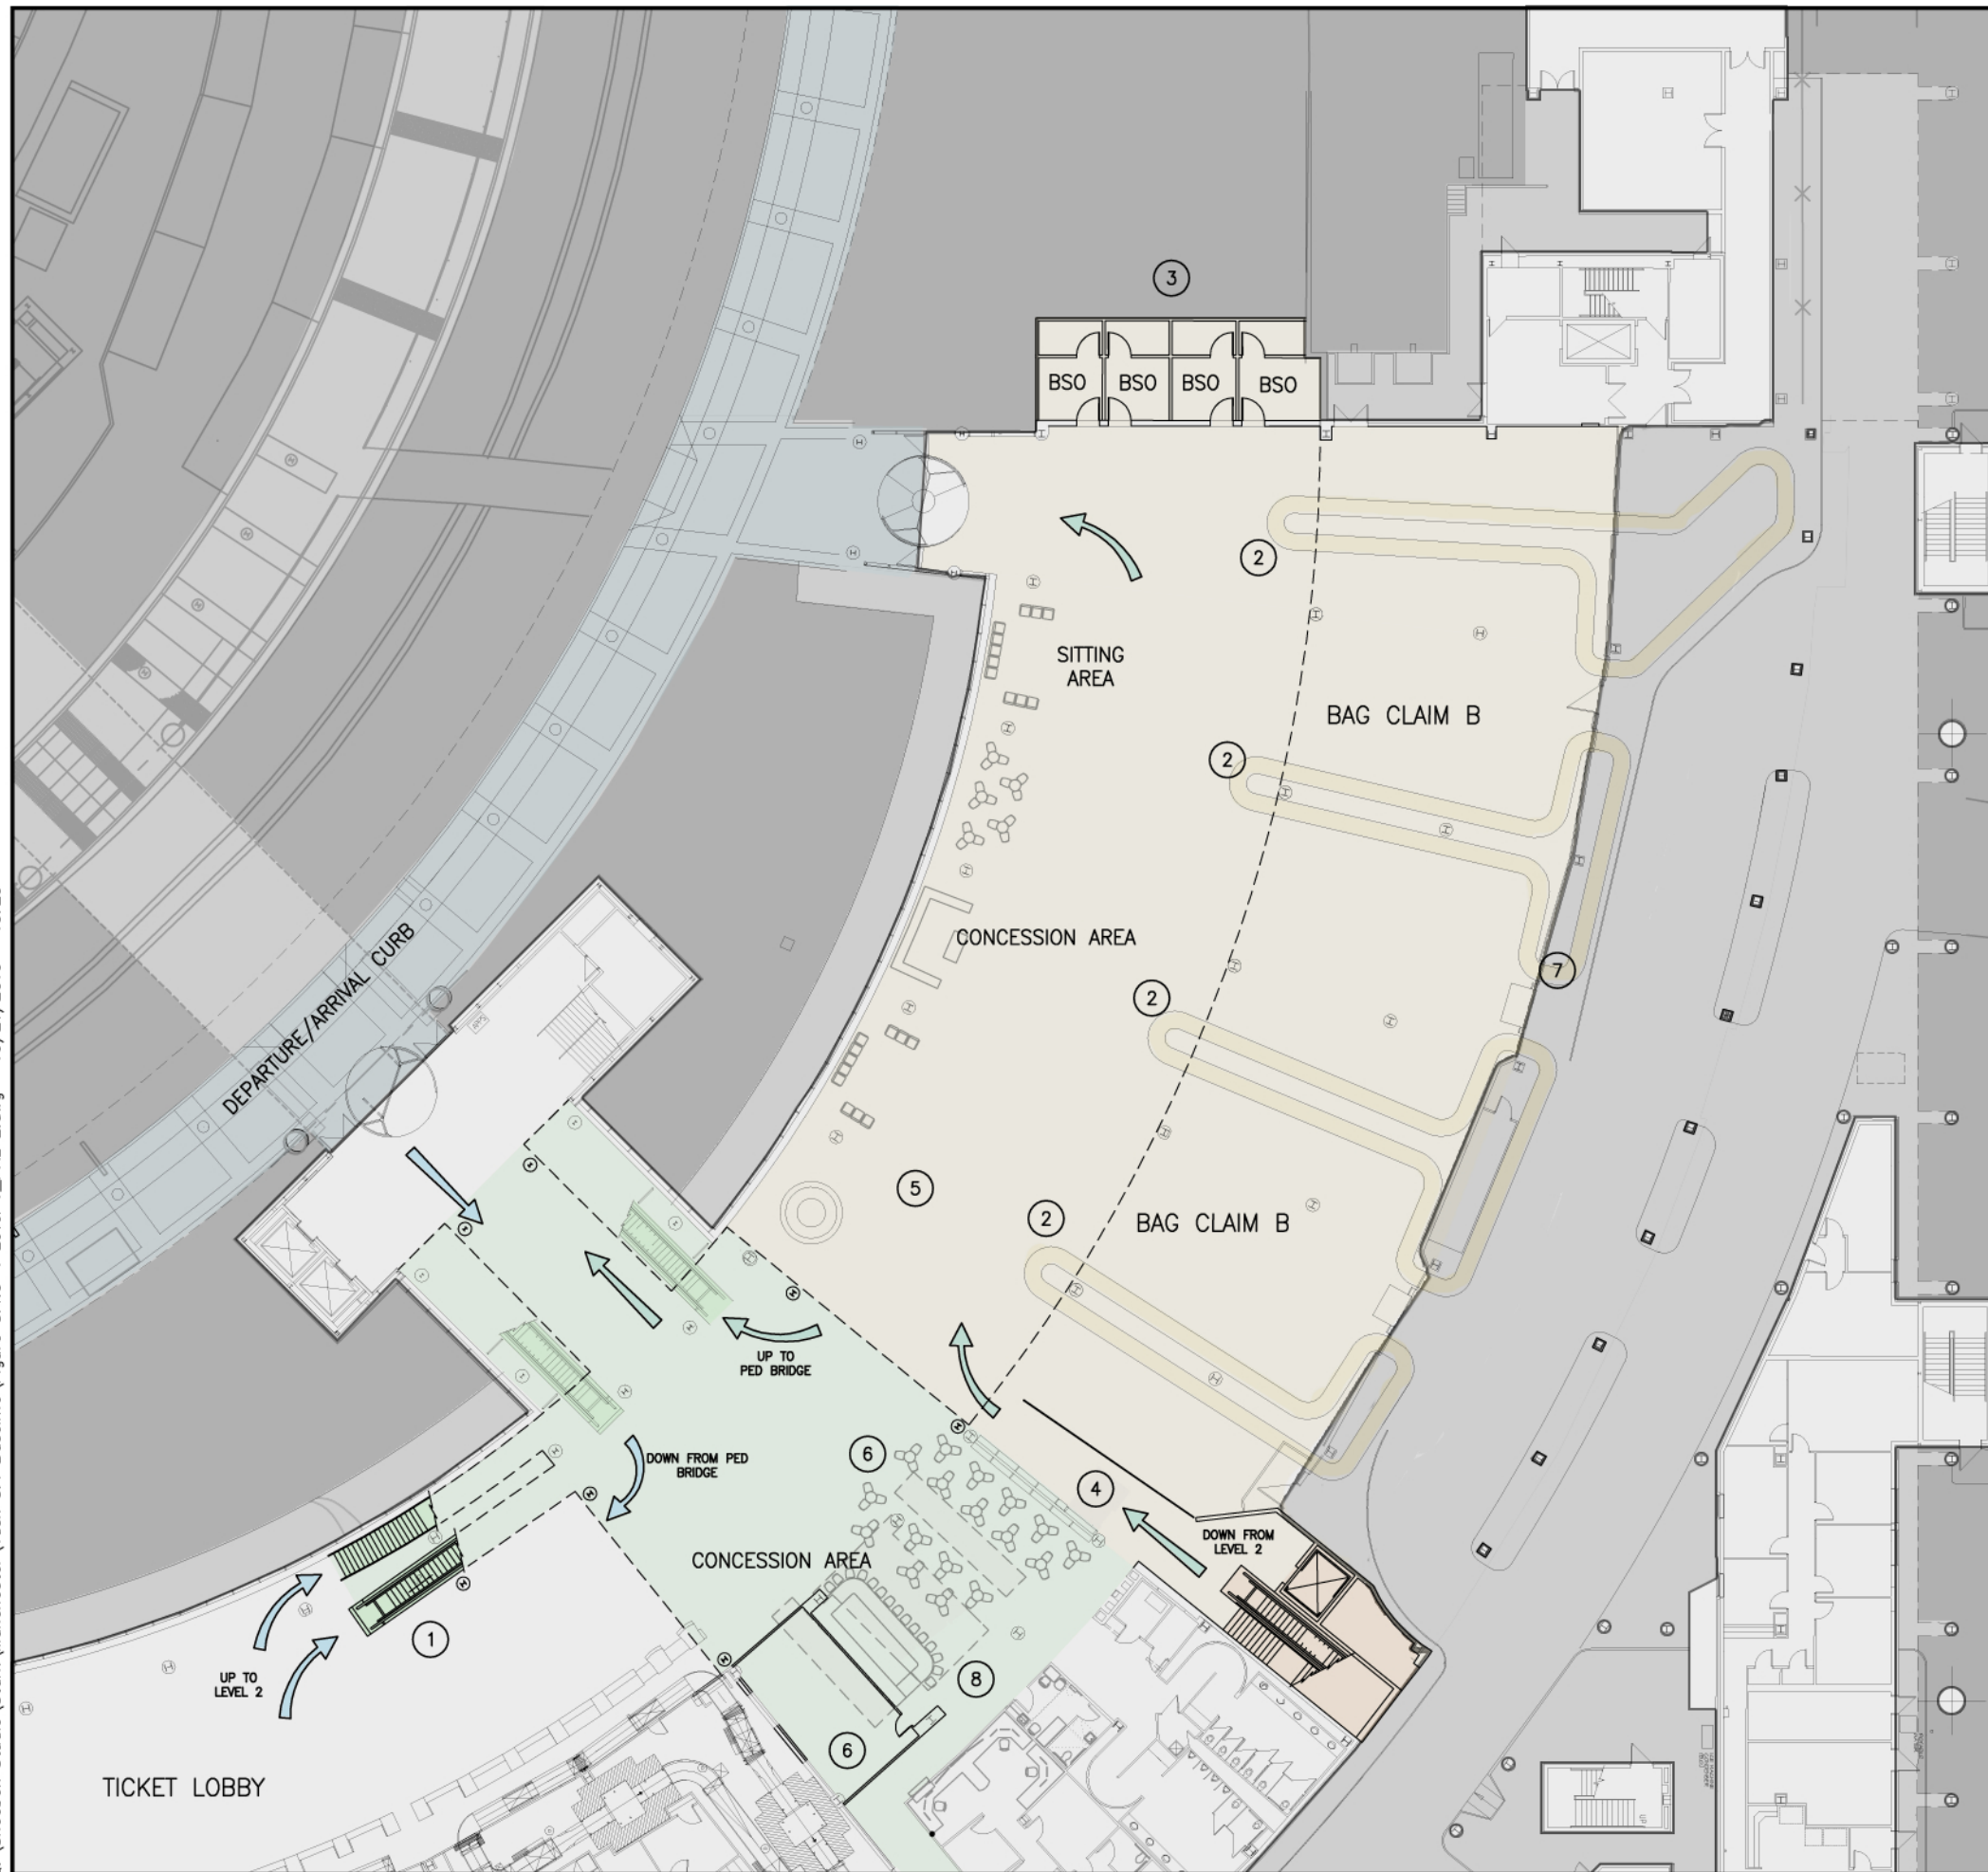 3
BSO
BSO
BSO
BSO
2
SITTING
AREA
BAG CLAIM B
2
CONCESSION AREA
7
2
DEPARTURE/ARRIVAL CURB
5
2
BAG CLAIM B
UP TO
PED BRIDGE
6
DOWN FROM PED
BRIDGE
4
DOWN FROM
LEVEL 2
CONCESSION AREA
1
UP TO
LEVEL 2
8
6
TICKET LOBBY
UP